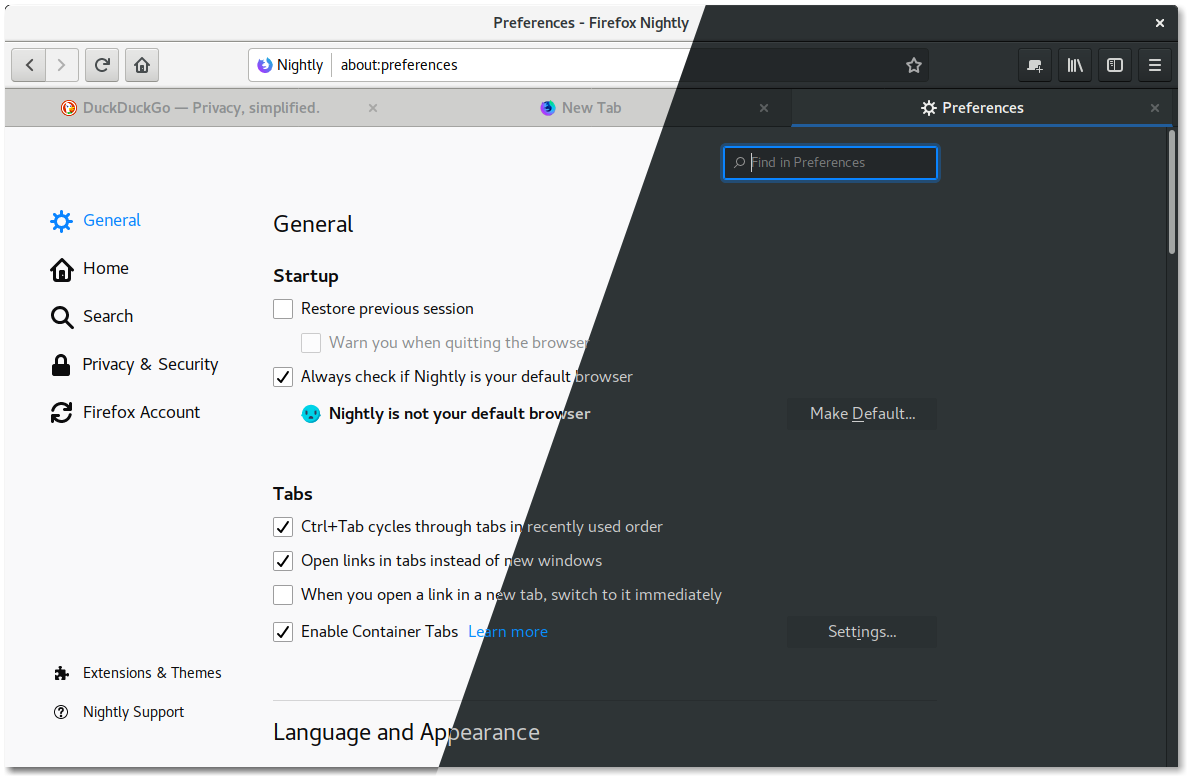 Preferences - Firefox Nightly
Nightly about:preferences
DuckDuckGo — Privacy, simplified. New Tab Preferences
Find in Preferences
General
Home
Search
Privacy & Security
Firefox Account
Extensions & Themes
Nightly Support
General
Startup
Restore previous session
Warn you when quitting the browser
Always check if Nightly is your default browser
Nightly is not your default browser Make Default...
Tabs
Ctrl+Tab cycles through tabs in recently used order
Open links in tabs instead of new windows
When you open a link in a new tab, switch to it immediately
Enable Container Tabs Learn more Settings...
Language and Appearance